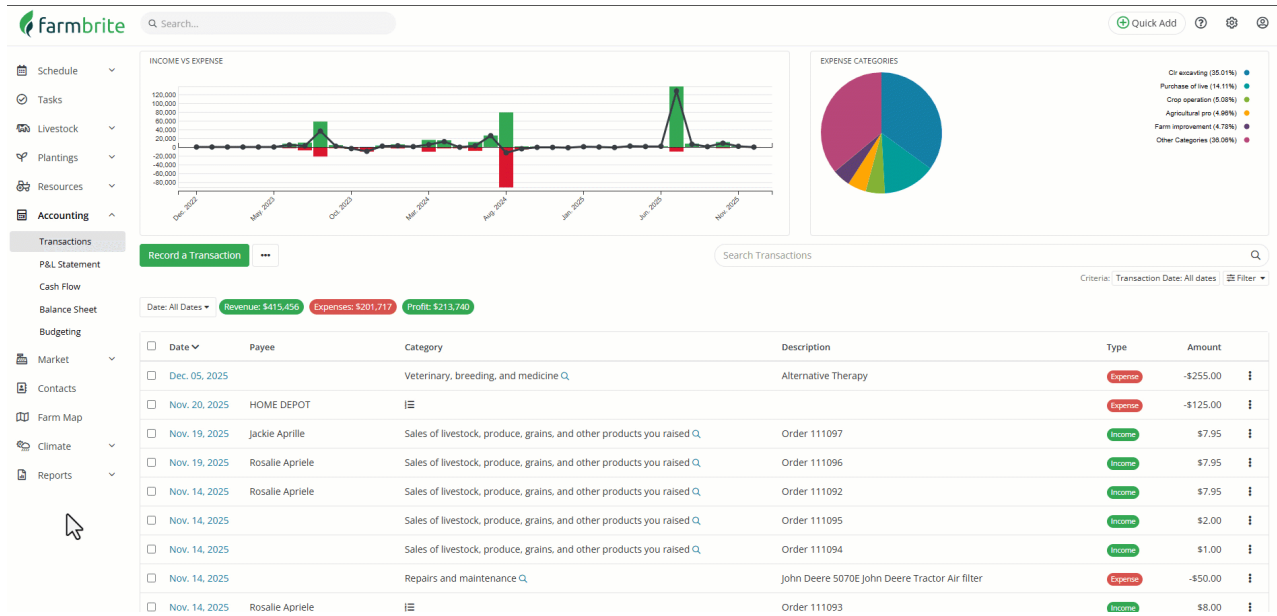 farmbrite
Search...
Quick Add
Schedule
Tasks
Livestock
Plantings
Resources
Accounting
Transactions
P&L Statement
Cash Flow
Balance Sheet
Budgeting
Market
Contacts
Farm Map
Climate
Reports
INCOME VS EXPENSE
120,000
100,000
80,000
60,000
40,000
20,000
0
-20,000
-40,000
-60,000
-80,000
Dec. 2022
May. 2023
Oct. 2023
Mar. 2024
Aug. 2024
Jan. 2025
Jun. 2025
Nov. 2025
EXPENSE CATEGORIES
Clr excavting (35.01%)
Purchase of live (14.11%)
Crop operation (5.08%)
Agricultural pro (4.96%)
Farm improvement (4.78%)
Other Categories (36.06%)
Record a Transaction
Search Transactions
Criteria: Transaction Date: All dates Filter
Date: All Dates Revenue: $415,456 Expenses: $201,717 Profit: $213,740
Date Payee Category Description Type Amount
Dec. 05, 2025 Veterinary, breeding, and medicine Alternative Therapy Expense -$255.00
Nov. 20, 2025 HOME DEPOT Expense -$125.00
Nov. 19, 2025 Jackie Aprille Sales of livestock, produce, grains, and other products you raised Order 111097 Income $7.95
Nov. 19, 2025 Rosalie Apriele Sales of livestock, produce, grains, and other products you raised Order 111096 Income $7.95
Nov. 14, 2025 Rosalie Apriele Sales of livestock, produce, grains, and other products you raised Order 111092 Income $7.95
Nov. 14, 2025 Sales of livestock, produce, grains, and other products you raised Order 111095 Income $2.00
Nov. 14, 2025 Sales of livestock, produce, grains, and other products you raised Order 111094 Income $1.00
Nov. 14, 2025 Repairs and maintenance John Deere 5070E John Deere Tractor Air filter Expense -$50.00
Nov. 14, 2025 Rosalie Apriele Order 111093 Income $8.00